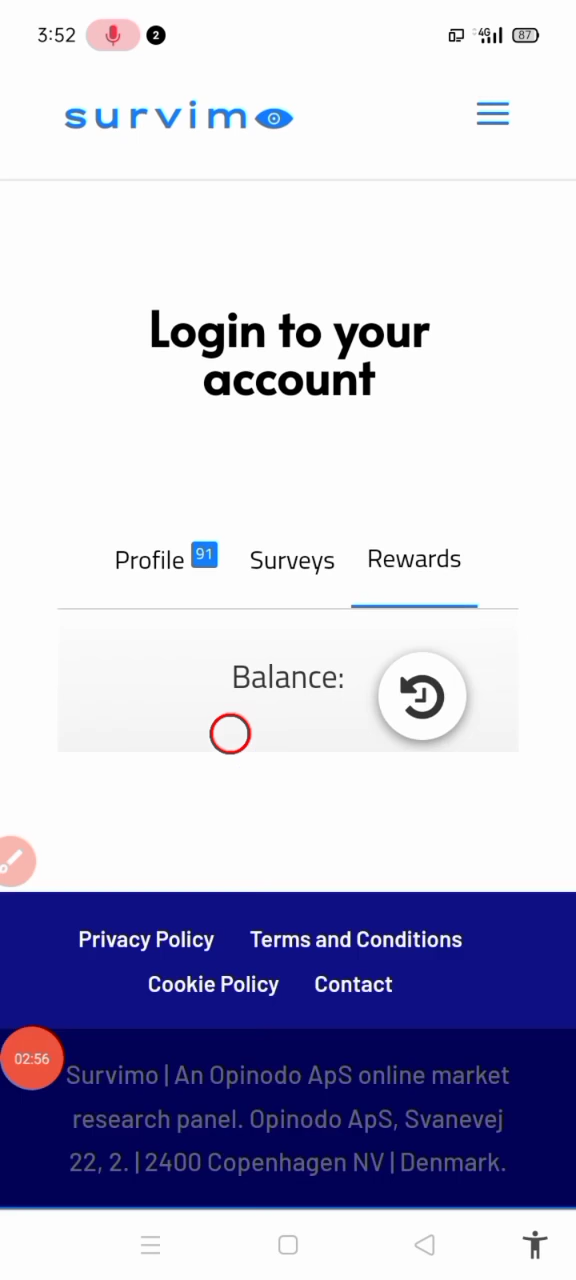 3:52 2 4G 87
survimo
Login to your
account
Profile 91 Surveys Rewards
Balance:
Privacy Policy Terms and Conditions
Cookie Policy Contact
02:56
Survimo | An Opinodo ApS online market
research panel. Opinodo ApS, Svanevej
22, 2. | 2400 Copenhagen NV | Denmark.